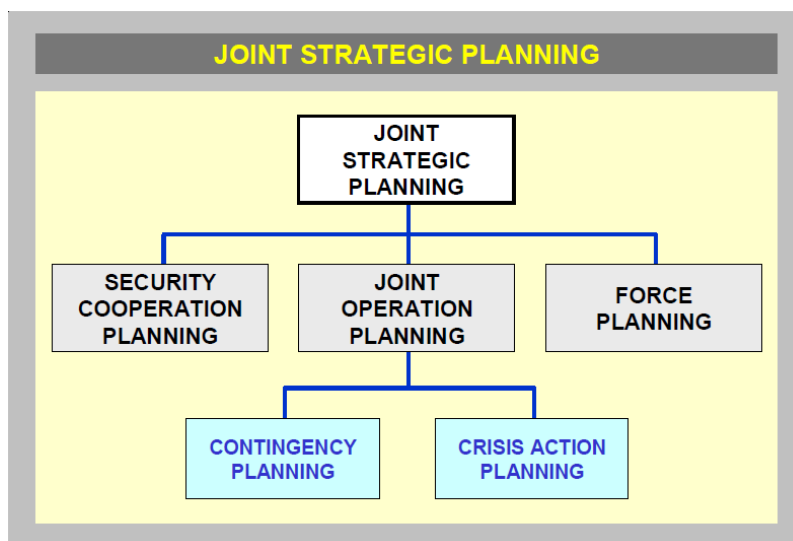 JOINT STRATEGIC PLANNING
JOINT
STRATEGIC
PLANNING
SECURITY
COOPERATION
PLANNING
JOINT
OPERATION
PLANNING
FORCE
PLANNING
CONTINGENCY
PLANNING
CRISIS ACTION
PLANNING